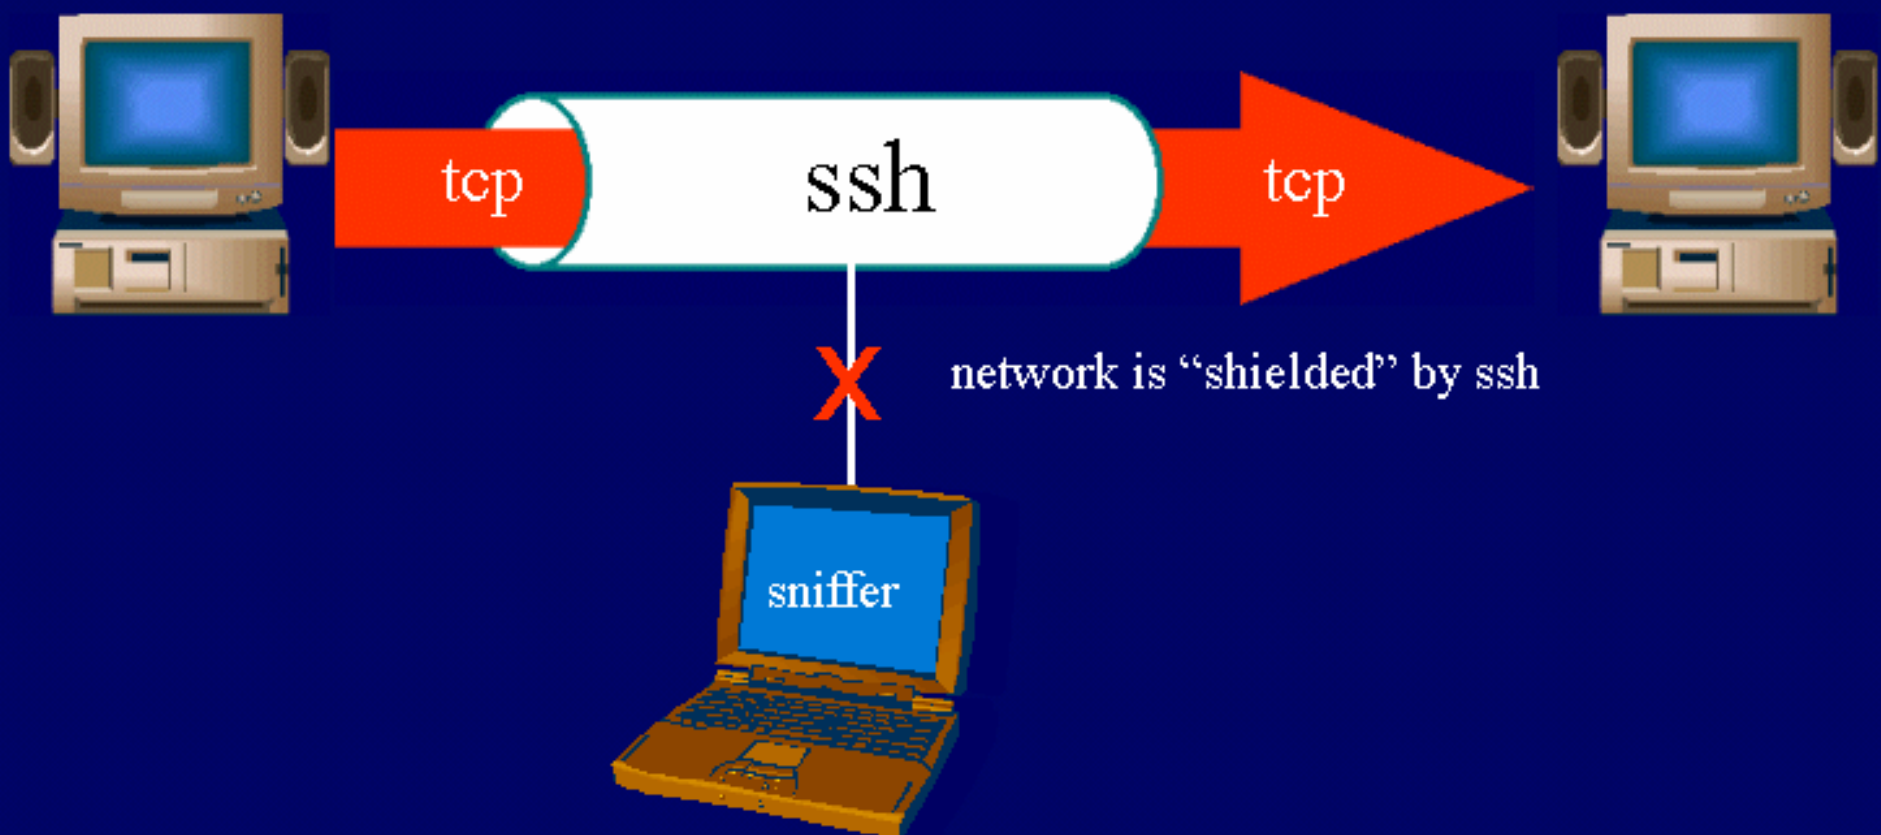 tcp
ssh
tcp
network is “shielded” by ssh
X
sniffer